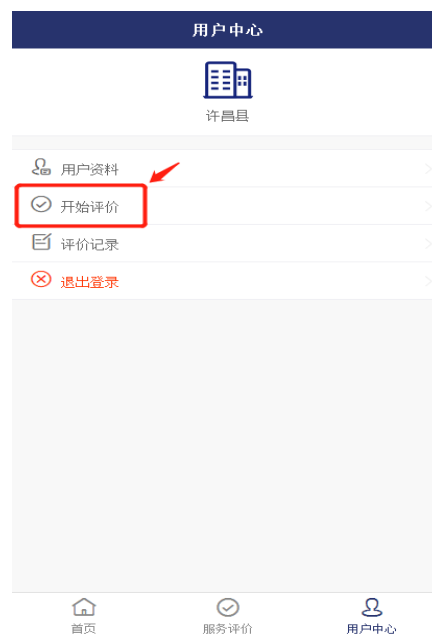 用户中心
许昌县
用户资料
开始评价
评价记录
退出登录
首页
服务评价
用户中心